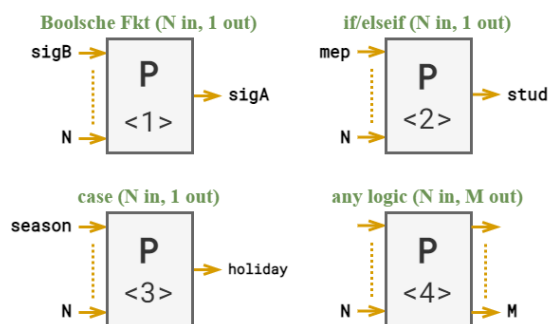 Boolsche Fkt (N in, 1 out)
sigB
P
sigA
<1>
N
if/elseif (N in, 1 out)
mep
P
stud
<2>
N
case (N in, 1 out)
season
P
holiday
<3>
N
any logic (N in, M out)
P
<4>
N
M